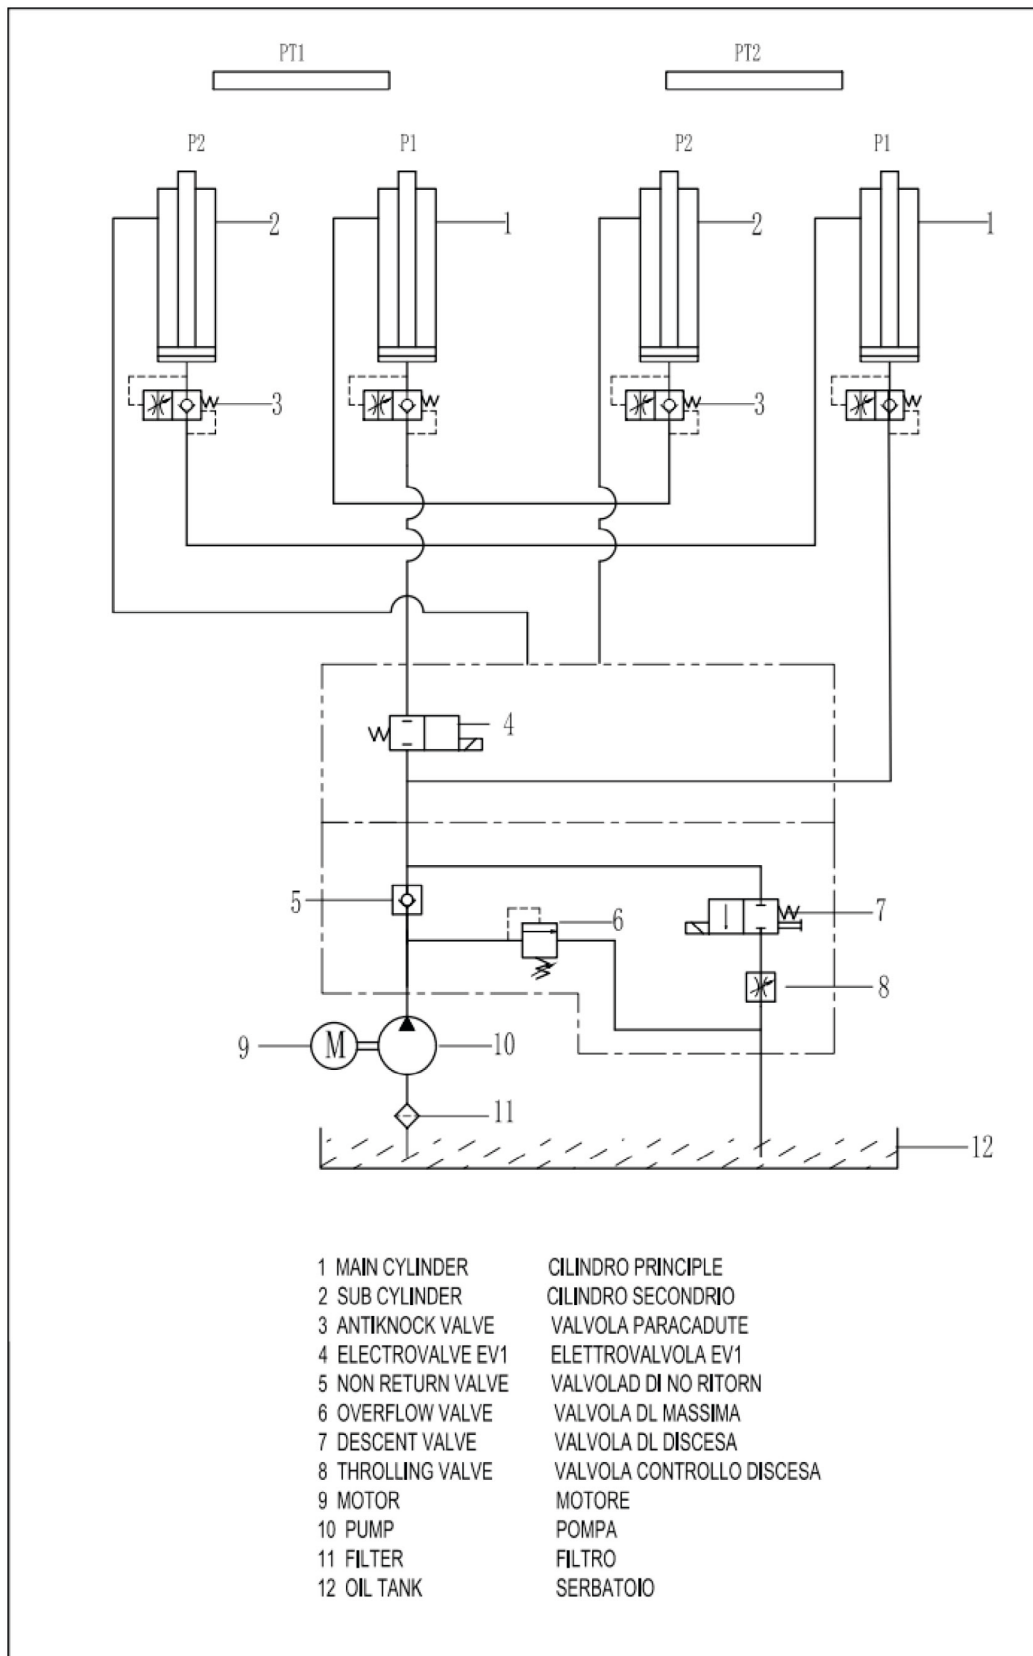 PT1 PT2
P2 P1 P2 P1
2 1 2 1
3 3
4
5 6 7
8
9 M 10
11
12
1 MAIN CYLINDER CILINDRO PRINCIPLE
2 SUB CYLINDER CILINDRO SECONDRIO
3 ANTIKNOCK VALVE VALVOLA PARACADUTE
4 ELECTROVALVE EV1 ELETTROVALVOLA EV1
5 NON RETURN VALVE VALVOLAD DI NO RITORN
6 OVERFLOW VALVE VALVOLA DL MASSIMA
7 DESCENT VALVE VALVOLA DL DISCESA
8 THROLLING VALVE VALVOLA CONTROLLO DISCESA
9 MOTOR MOTORE
10 PUMP POMPA
11 FILTER FILTRO
12 OIL TANK SERBATOIO